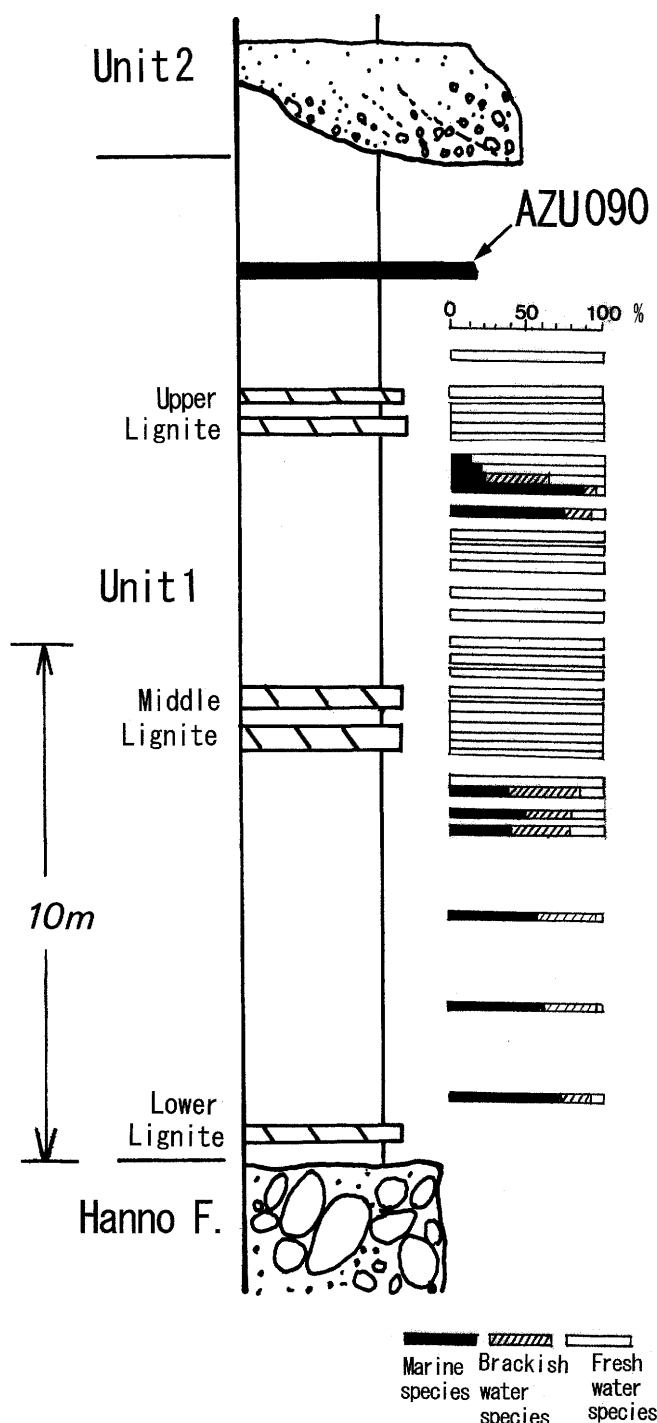 Unit2
AZU090
0 50 100 %
Upper
Lignite
Unit1
Middle
Lignite
10m
Lower
Lignite
Hanno F.
Marine
species
Brackish
water
species
Fresh
water
species